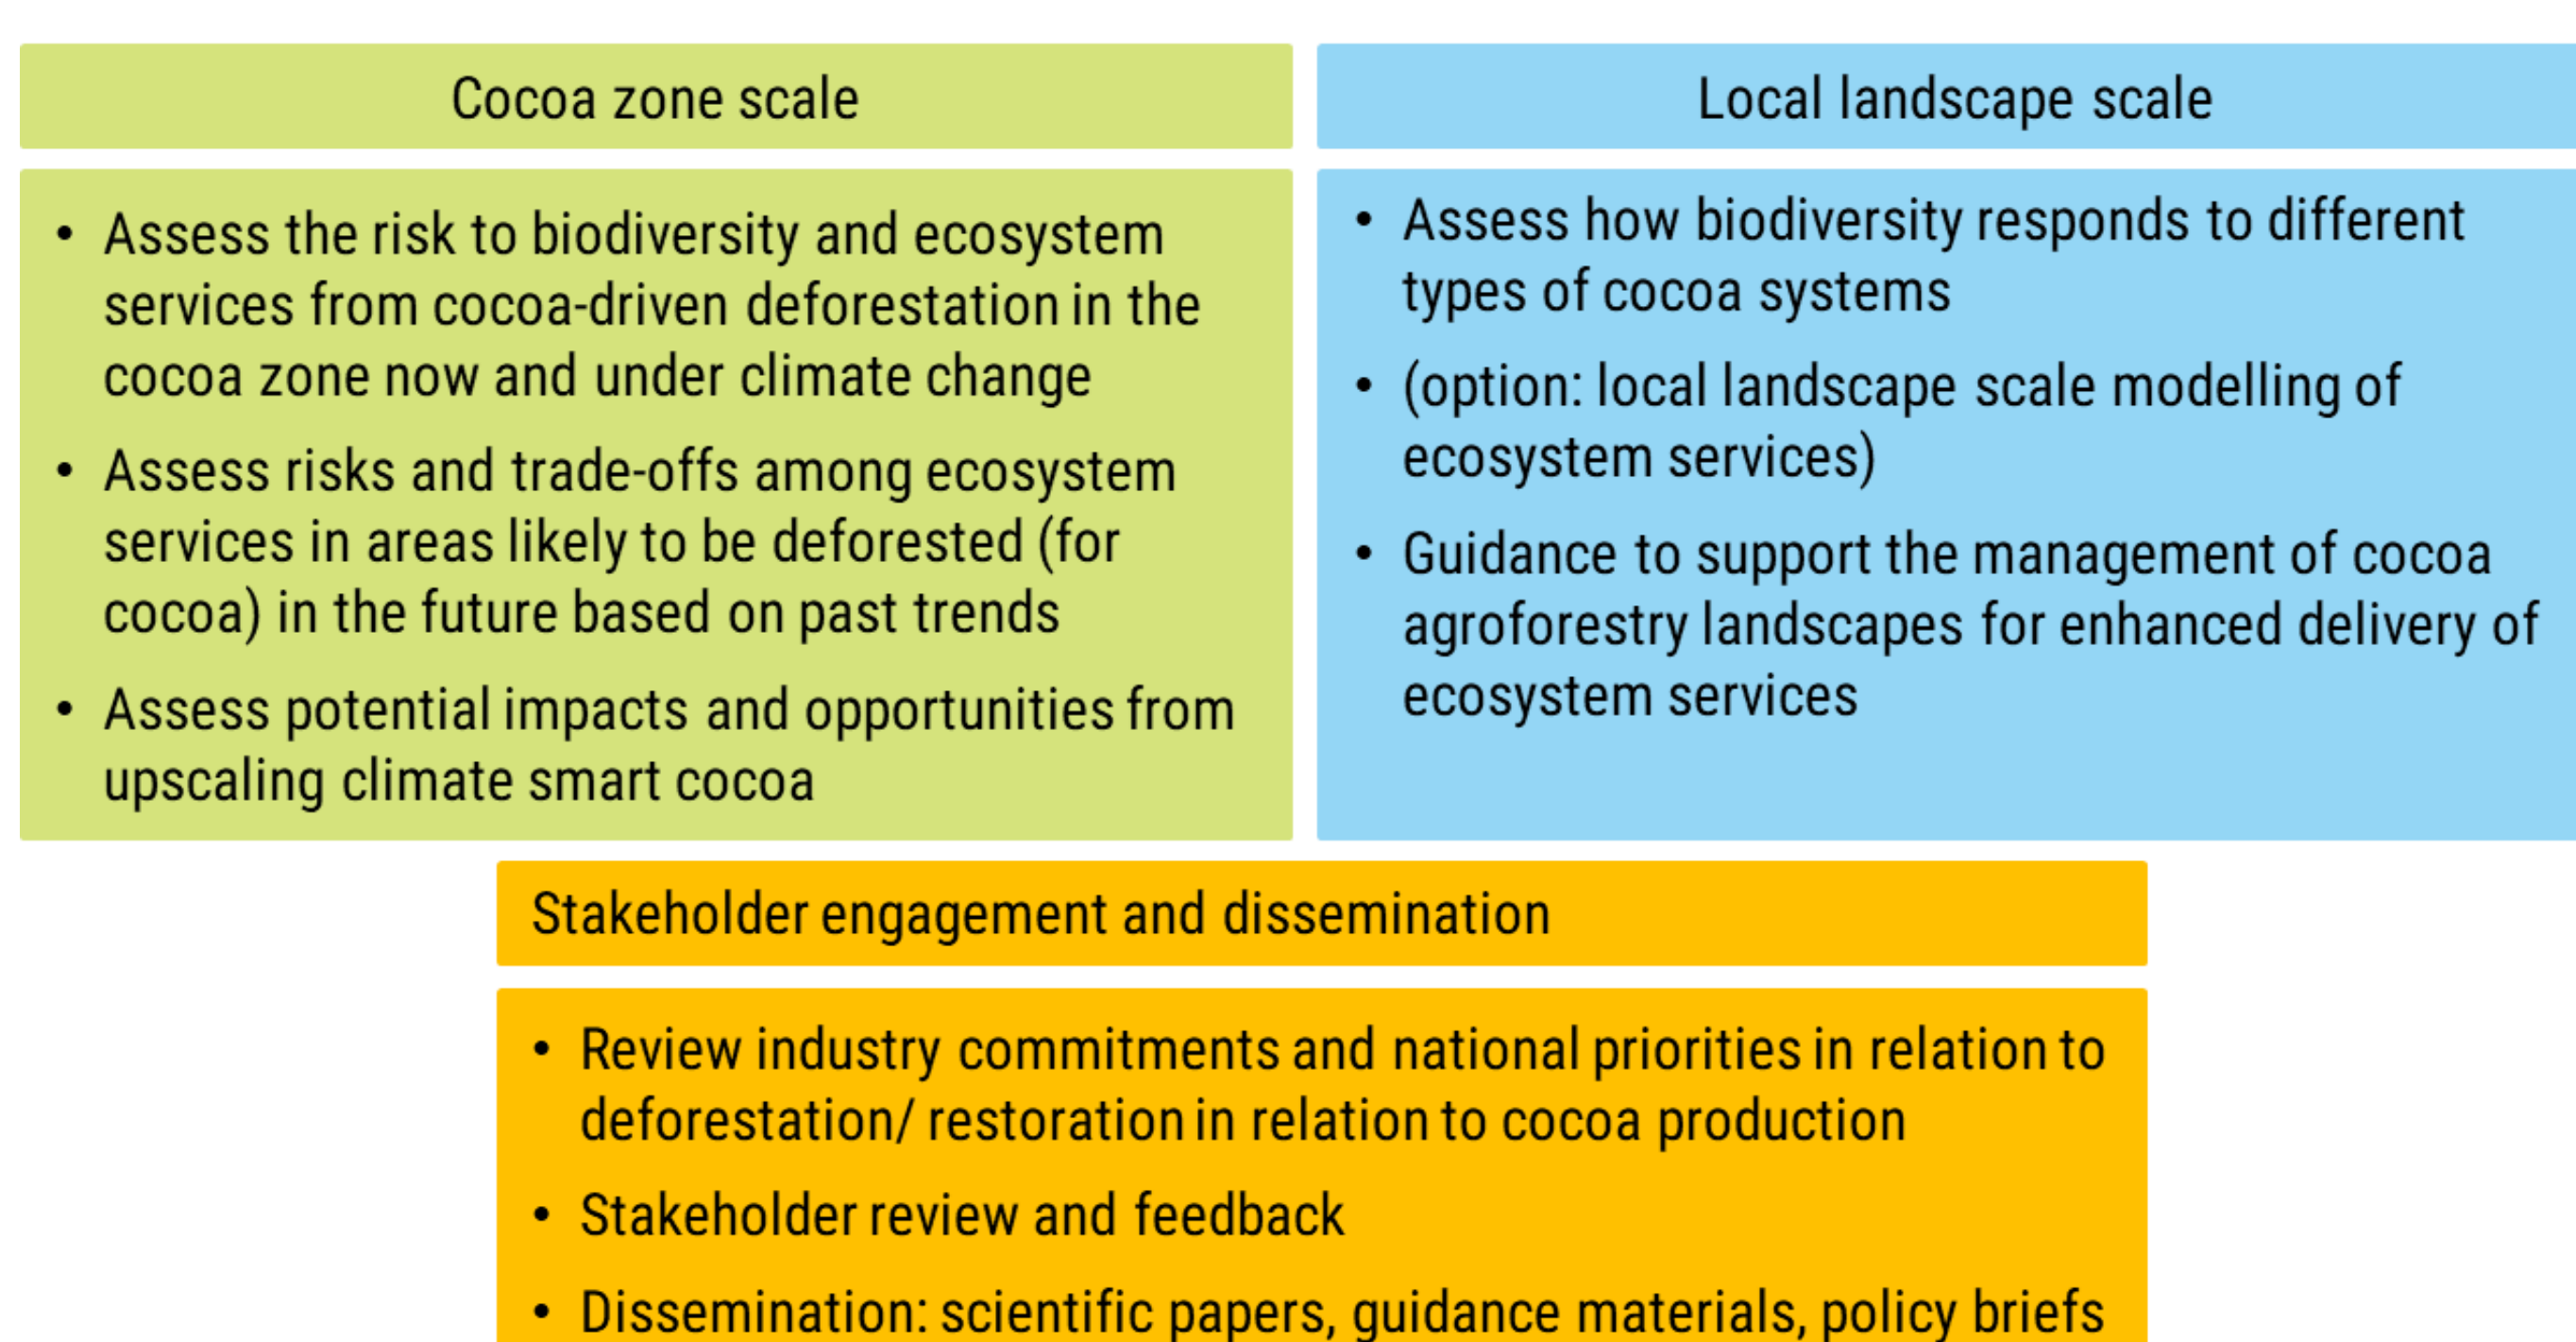 Cocoa zone scale
• Assess the risk to biodiversity and ecosystem
services from cocoa-driven deforestation in the
cocoa zone now and under climate change
• Assess risks and trade-offs among ecosystem
services in areas likely to be deforested (for
cocoa) in the future based on past trends
• Assess potential impacts and opportunities from
upscaling climate smart cocoa
Local landscape scale
• Assess how biodiversity responds to different
types of cocoa systems
• (option: local landscape scale modelling of
ecosystem services)
• Guidance to support the management of cocoa
agroforestry landscapes for enhanced delivery of
ecosystem services
Stakeholder engagement and dissemination
• Review industry commitments and national priorities in relation to
deforestation/ restoration in relation to cocoa production
• Stakeholder review and feedback
• Dissemination: scientific papers, guidance materials, policy briefs